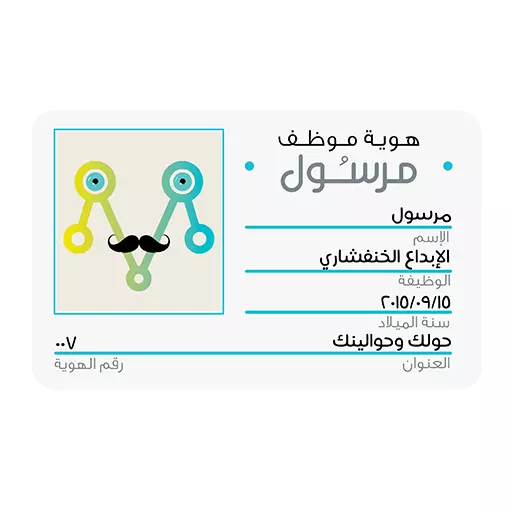 هوية موظف
مرسُول
مرسول
الإسم
الإبداع الخنفشاري
الوظيفة
٢٠١٥/٠٩/١٥
سنة الميلاد
حولك وحوالينك
العنوان
٠٠٧
رقم الهوية